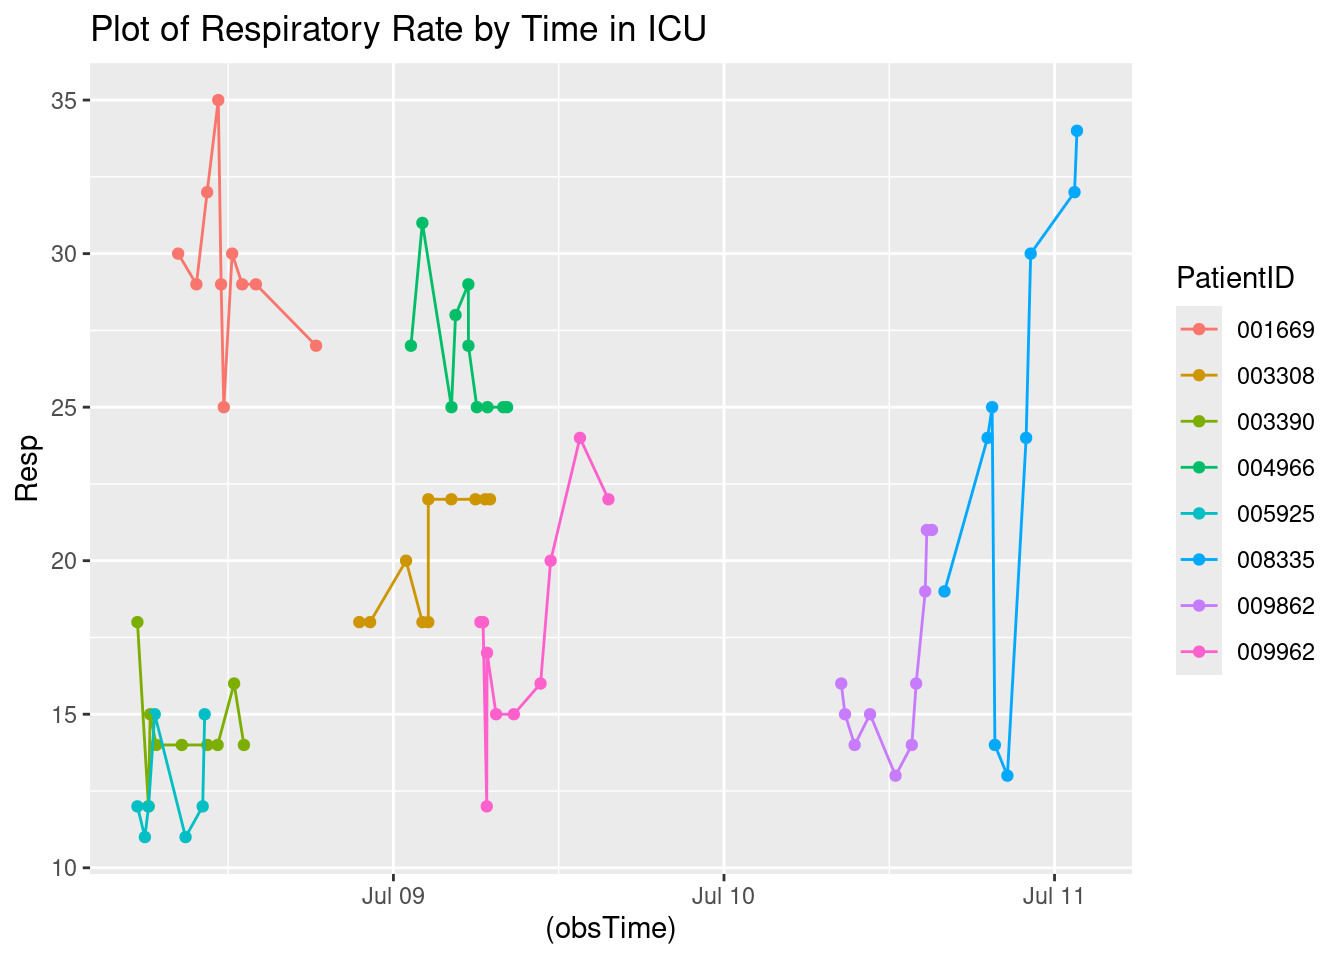 Plot of Respiratory Rate by Time in ICU
35
30
25
20
15
10
Resp
Jul 09
Jul 10
Jul 11
(obsTime)
PatientID
001669
003308
003390
004966
005925
008335
009862
009962